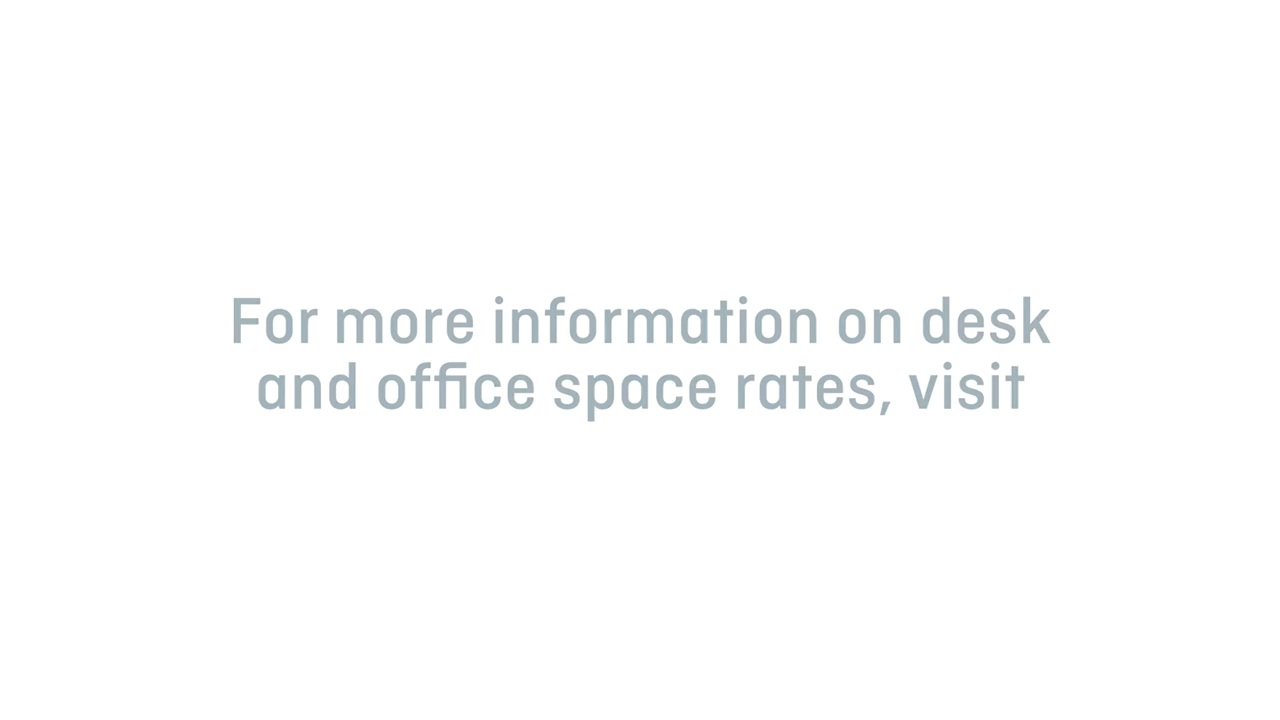 For more information on desk
and office space rates, visit